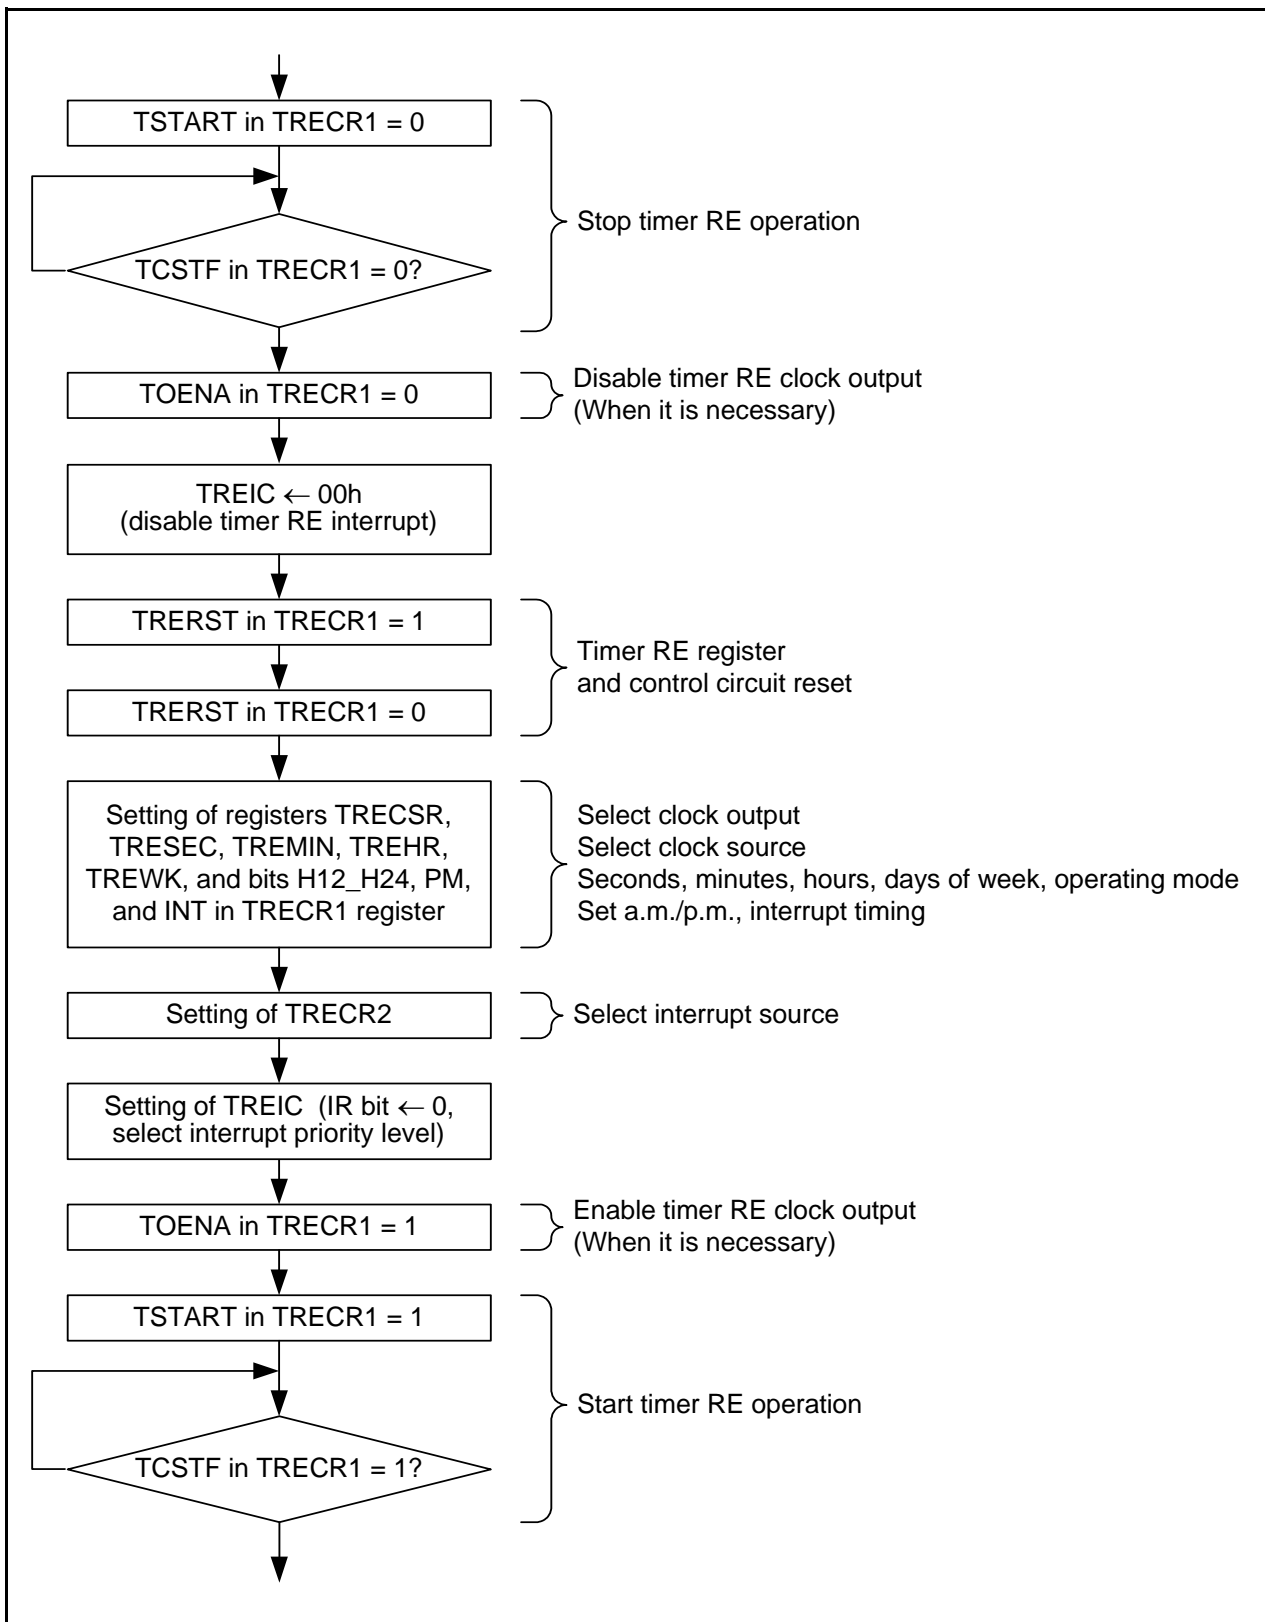 TSTART in TRECR1 = 0
TCSTF in TRECR1 = 0?
Stop timer RE operation
TOENA in TRECR1 = 0
Disable timer RE clock output
(When it is necessary)
TREIC ← 00h
(disable timer RE interrupt)
TRERST in TRECR1 = 1
TRERST in TRECR1 = 0
Timer RE register
and control circuit reset
Setting of registers TRECSR,
TRESEC, TREMIN, TREHR,
TREWK, and bits H12_H24, PM,
and INT in TRECR1 register
Select clock output
Select clock source
Seconds, minutes, hours, days of week, operating mode
Set a.m./p.m., interrupt timing
Setting of TRECR2
Select interrupt source
Setting of TREIC (IR bit ← 0,
select interrupt priority level)
TOENA in TRECR1 = 1
Enable timer RE clock output
(When it is necessary)
TSTART in TRECR1 = 1
TCSTF in TRECR1 = 1?
Start timer RE operation